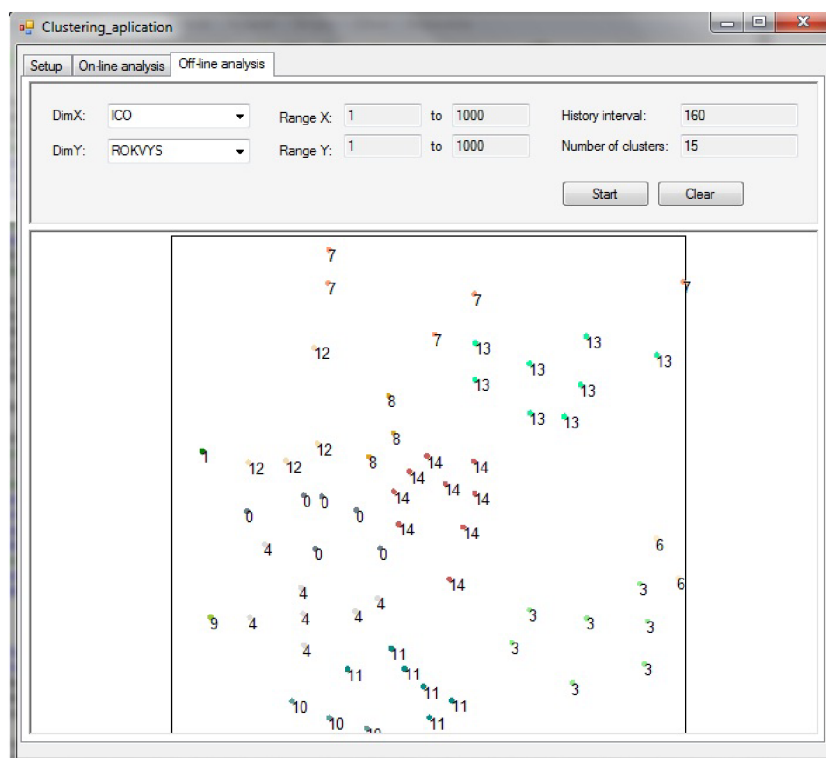 Clustering_aplication
Setup On-line analysis Off-line analysis
DimX: ICO Range X: 1 to 1000 History interval: 160
DimY: ROKVYS Range Y: 1 to 1000 Number of clusters: 15
Start Clear
7
7 7
7
7 13
12 13 13
13
13 13
8
13 13
8
12
1 12 12 8 14 14
14
14 14 14
0 0
0 0 14 14
4 0 0 6
14 6
4 3
4
9 4 4 4 3 3 3
4 11 3
11 11 3
11 3
10 11
10 11
10